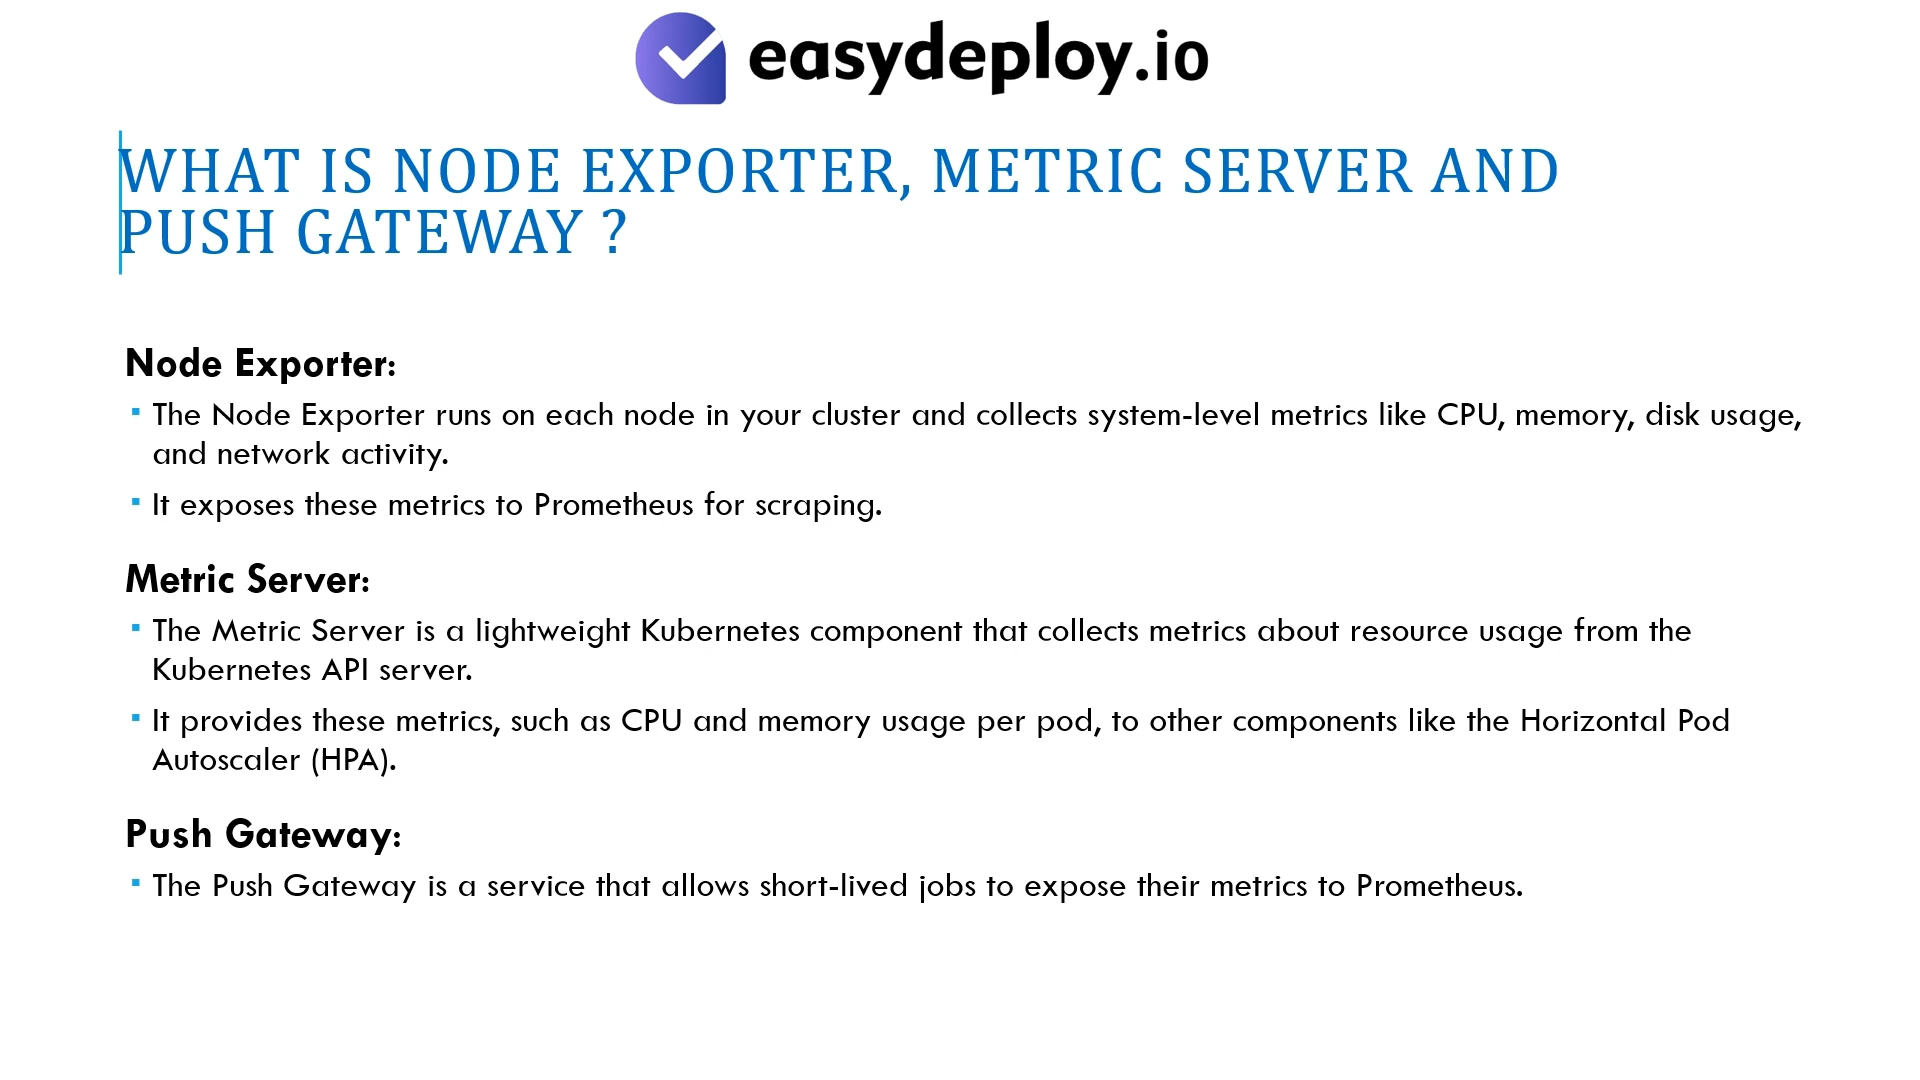 easydeploy.io
WHAT IS NODE EXPORTER, METRIC SERVER AND
PUSH GATEWAY ?
Node Exporter:
▪ The Node Exporter runs on each node in your cluster and collects system-level metrics like CPU, memory, disk usage,
and network activity.
▪ It exposes these metrics to Prometheus for scraping.
Metric Server:
▪ The Metric Server is a lightweight Kubernetes component that collects metrics about resource usage from the
Kubernetes API server.
▪ It provides these metrics, such as CPU and memory usage per pod, to other components like the Horizontal Pod
Autoscaler (HPA).
Push Gateway:
▪ The Push Gateway is a service that allows short-lived jobs to expose their metrics to Prometheus.